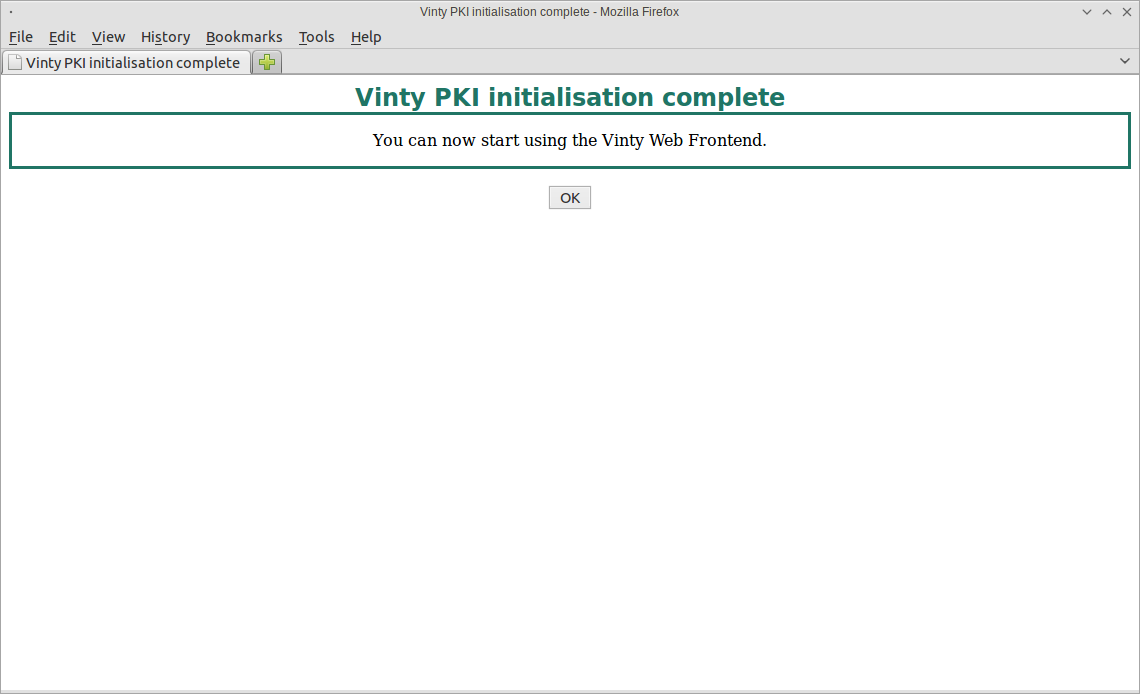 Vinty PKI initialisation complete - Mozilla Firefox
File Edit View History Bookmarks Tools Help
Vinty PKI initialisation complete
Vinty PKI initialisation complete
You can now start using the Vinty Web Frontend.
OK